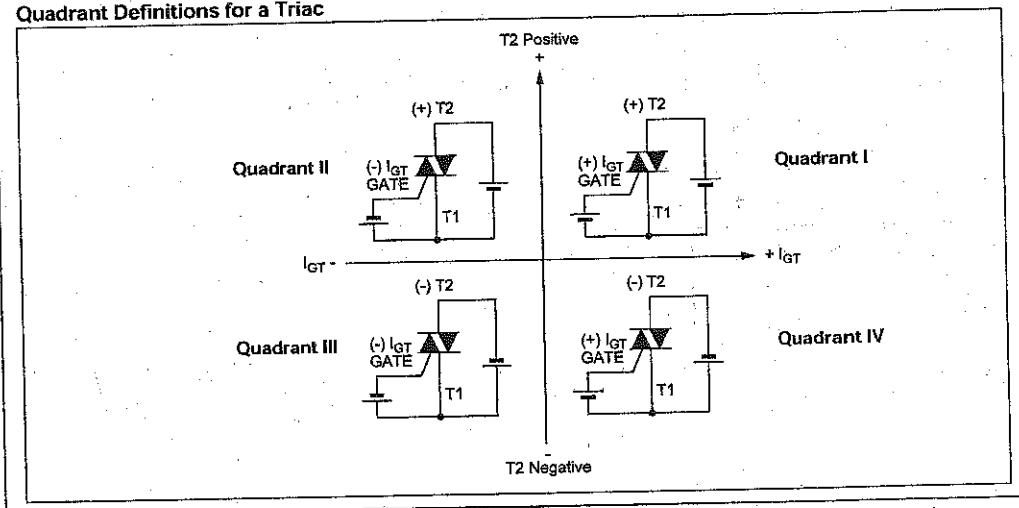 Quadrant Definitions for a Triac
T2 Positive
+
(+) T2
(+) T2
Quadrant II
(-) IGT
GATE
T1
(+) IGT
GATE
T1
Quadrant I
IGT -
+ IGT
(-) T2
(-) T2
Quadrant III
(-) IGT
GATE
T1
(+) IGT
GATE
T1
Quadrant IV
-
T2 Negative